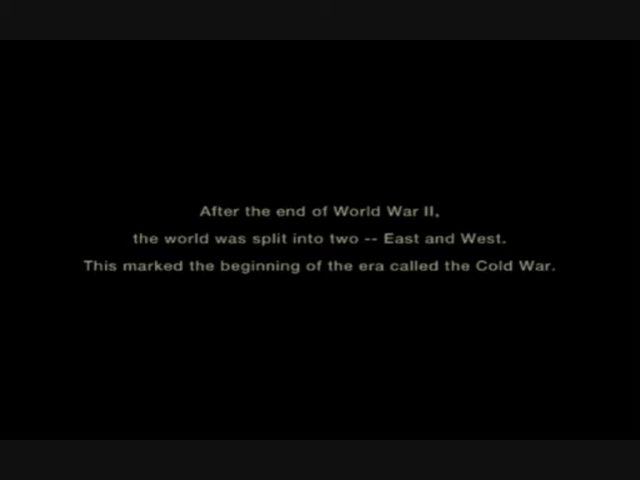 After the end of World War II,
the world was split into two -- East and West.
This marked the beginning of the era called the Cold War.